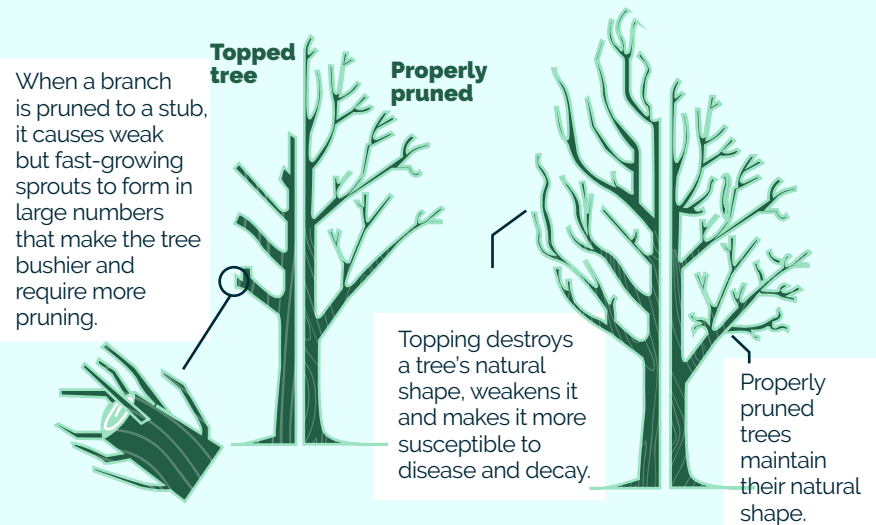 Topped
tree
Properly
pruned
When a branch
is pruned to a stub,
it causes weak
but fast-growing
sprouts to form in
large numbers
that make the tree
bushier and
require more
pruning.
Topping destroys
a tree’s natural
shape, weakens it
and makes it more
susceptible to
disease and decay.
Properly
pruned
trees
maintain
their natural
shape.